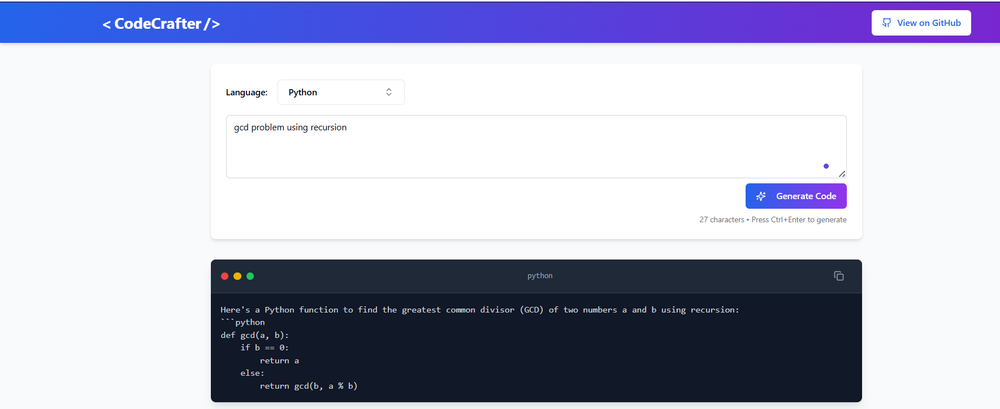 < CodeCrafter />
View on GitHub
Language:
Python
gcd problem using recursion
Generate Code
27 characters • Press Ctrl+Enter to generate
python
Here's a Python function to find the greatest common divisor (GCD) of two numbers a and b using recursion:
```python
def gcd(a, b):
    if b == 0:
        return a
    else:
        return gcd(b, a % b)